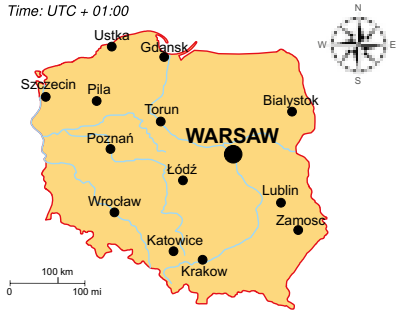 Time: UTC + 01:00
N
W E
S
Ustka
Gdansk
Szczecin
Pila
Bialystok
Torun
WARSAW
Poznań
Łódź
Lublin
Wrocław
Zamosc
Katowice
Krakow
100 km
0 100 mi